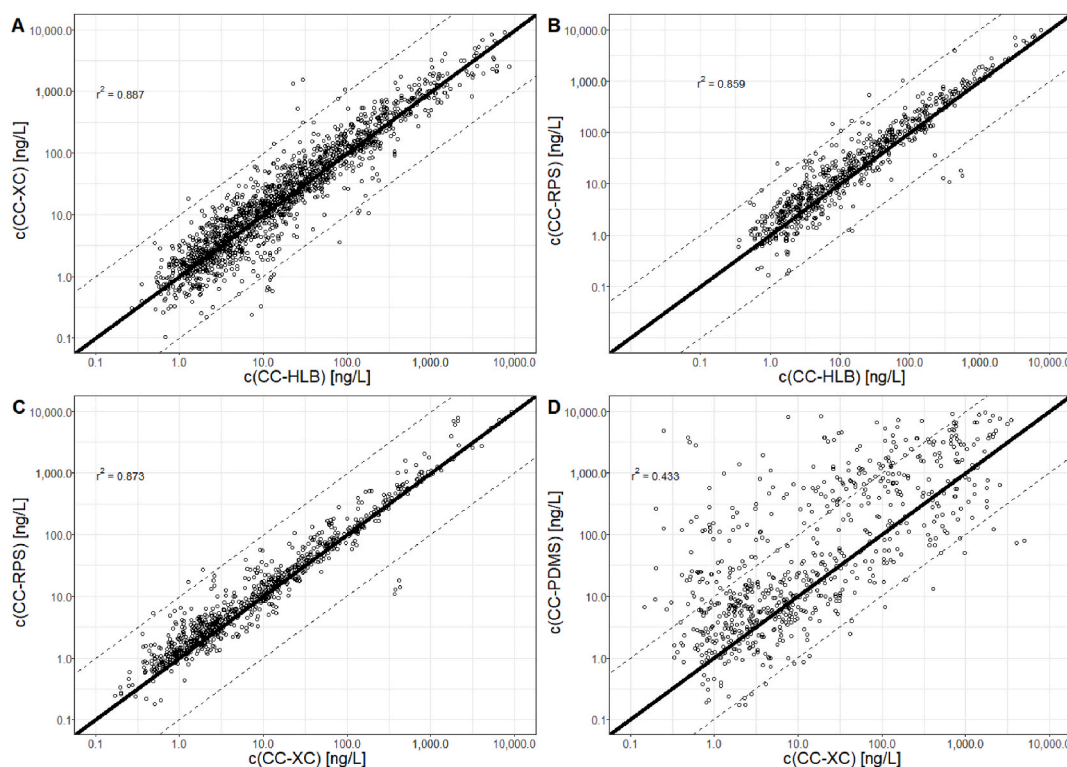 A
10,000.0
1,000.0
100.0
10.0
1.0
0.1
c(CC-XC) [ng/L]
r² = 0.887
0.1 1.0 10.0 100.0 1,000.0 10,000.0
c(CC-HLB) [ng/L]
B
10,000.0
1,000.0
100.0
10.0
1.0
0.1
c(CC-RPS) [ng/L]
r² = 0.859
0.1 1.0 10.0 100.0 1,000.0 10,000.0
c(CC-HLB) [ng/L]
C
10,000.0
1,000.0
100.0
10.0
1.0
0.1
c(CC-RPS) [ng/L]
r² = 0.873
0.1 1.0 10.0 100.0 1,000.0 10,000.0
c(CC-XC) [ng/L]
D
10,000.0
1,000.0
100.0
10.0
1.0
0.1
c(CC-PDMS) [ng/L]
r² = 0.433
0.1 1.0 10.0 100.0 1,000.0 10,000.0
c(CC-XC) [ng/L]